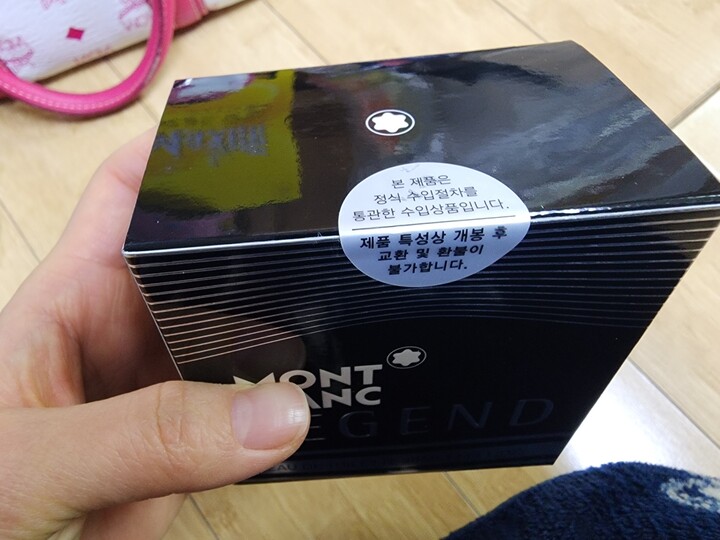 본 제품은
정식 수입절차를
통관한 수입상품입니다.
제품 특성상 개봉 후
교환 및 환불이
불가합니다.
MONT
ANC
EGEND